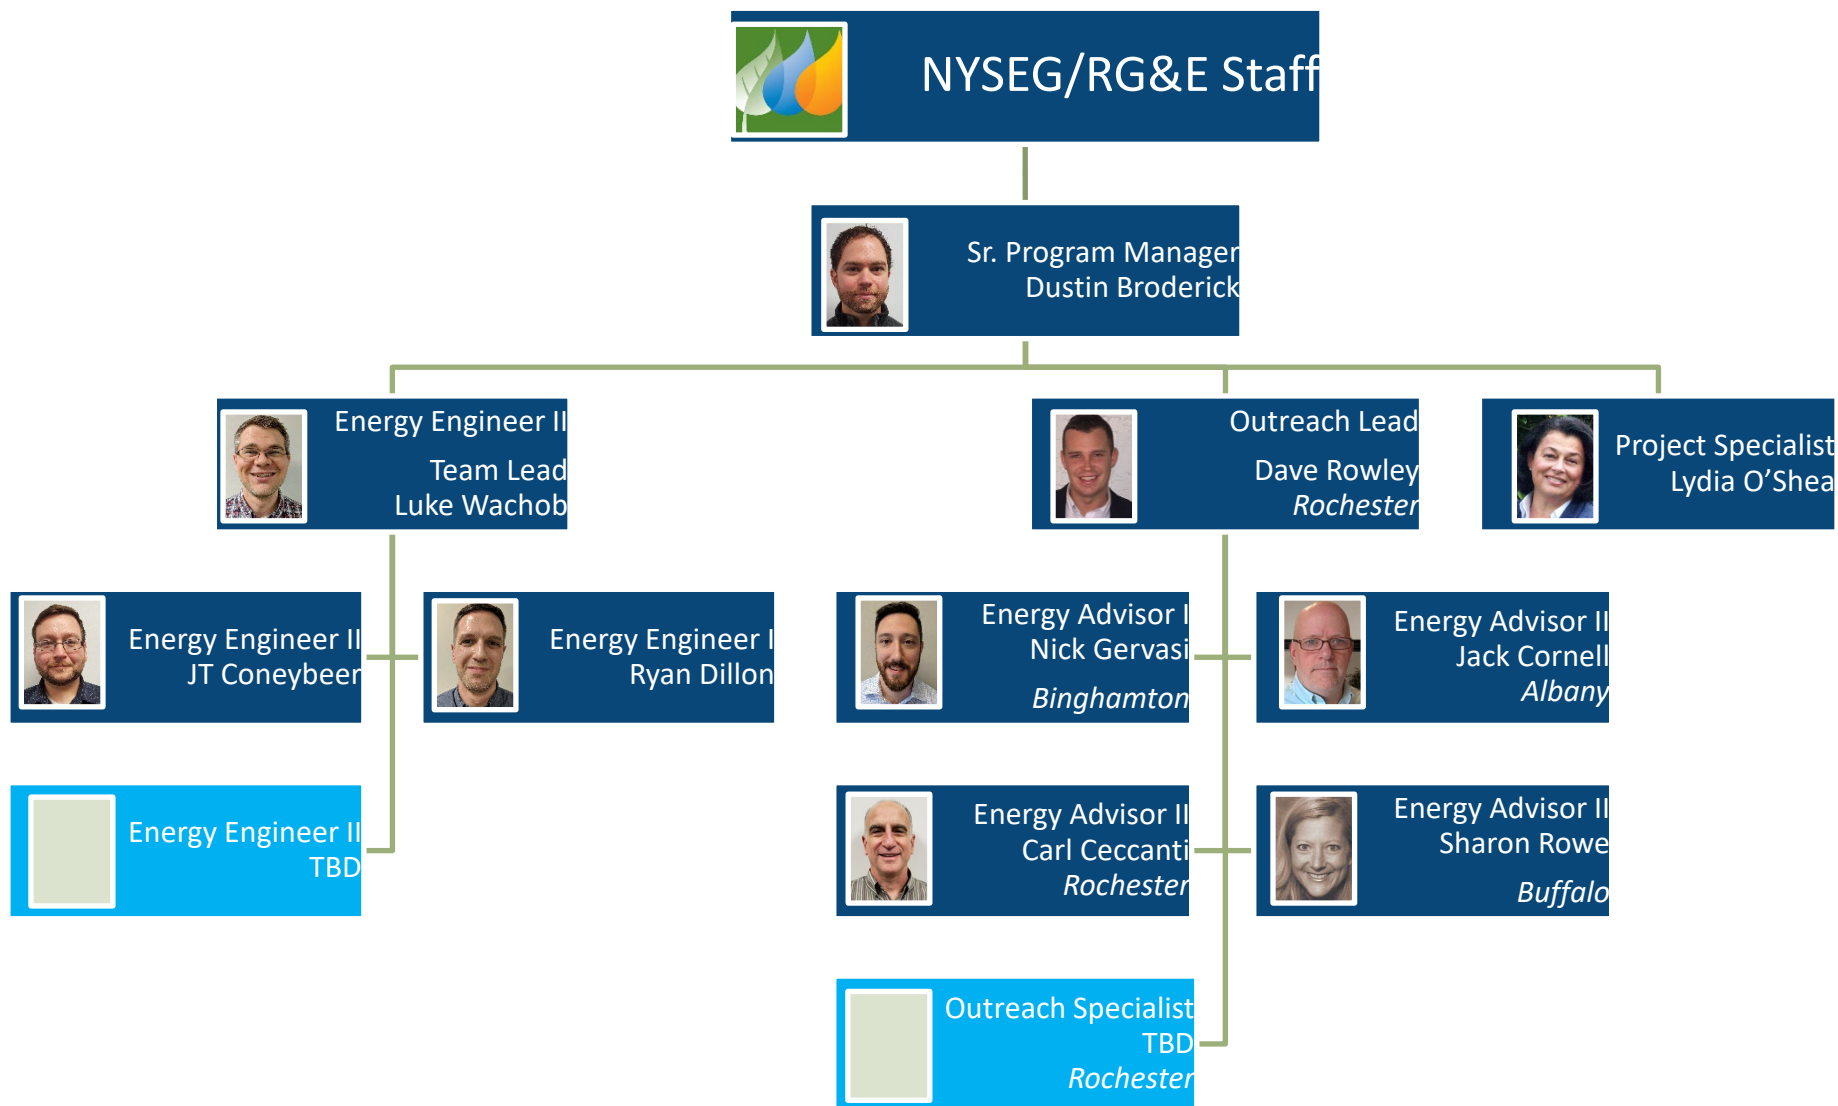 NYSEG/RG&E Staff
Sr. Program Manager
Dustin Broderick
Energy Engineer II
Team Lead
Luke Wachob
Outreach Lead
Dave Rowley
Rochester
Project Specialist
Lydia O’Shea
Energy Engineer II
JT Coneybeer
Energy Engineer I
Ryan Dillon
Energy Advisor I
Nick Gervasi
Binghamton
Energy Advisor II
Jack Cornell
Albany
Energy Engineer II
TBD
Energy Advisor II
Carl Ceccanti
Rochester
Energy Advisor II
Sharon Rowe
Buffalo
Outreach Specialist
TBD
Rochester